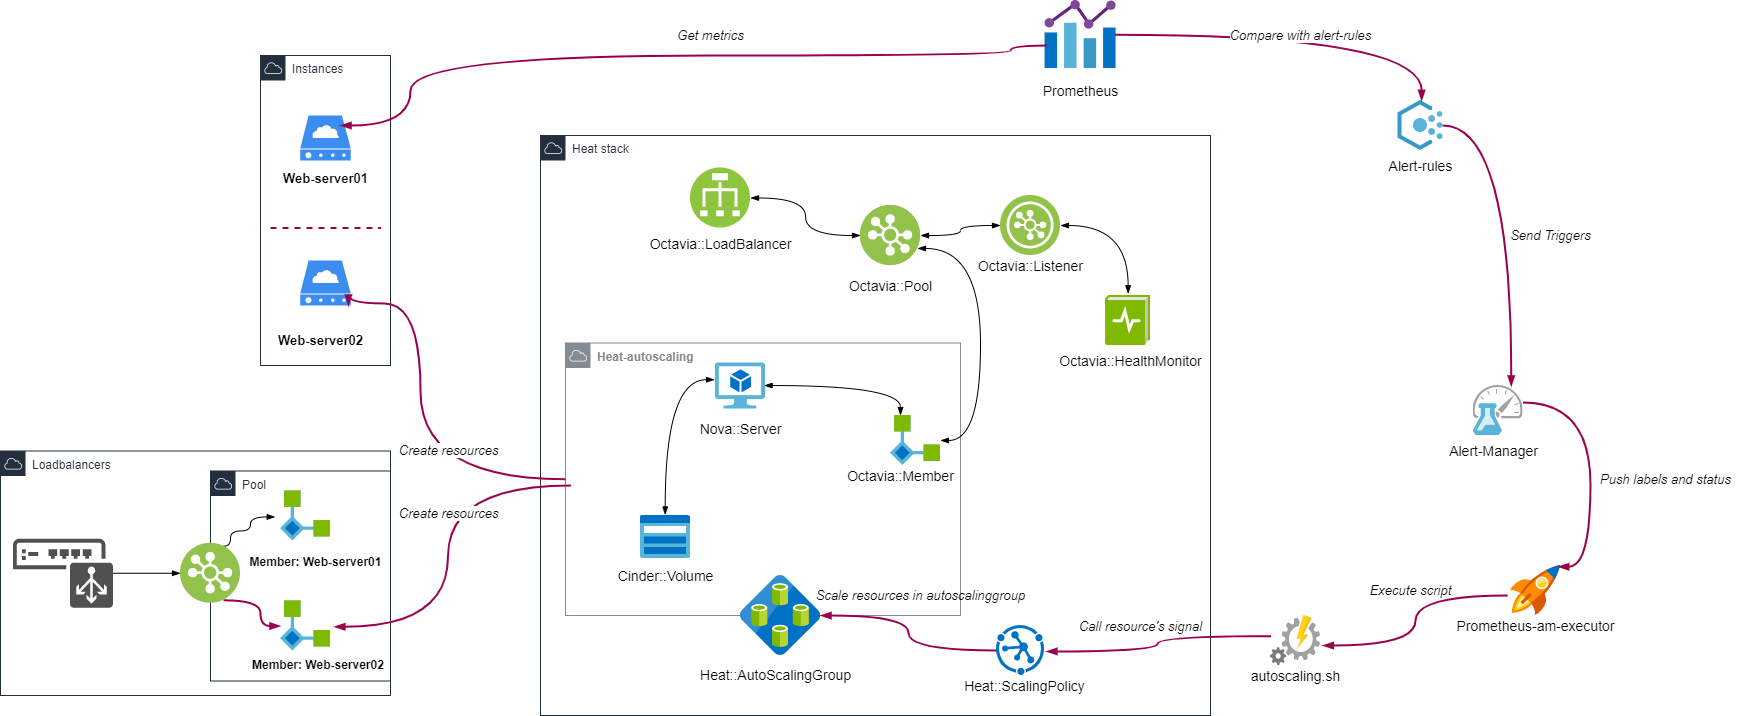 Get metrics
Compare with alert-rules
Prometheus
Instances
Web-server01
Web-server02
Alert-rules
Send Triggers
Heat stack
Octavia::LoadBalancer
Octavia::Pool
Octavia::Listener
Octavia::HealthMonitor
Heat-autoscaling
Nova::Server
Octavia::Member
Cinder::Volume
Alert-Manager
Push labels and status
Create resources
Create resources
Loadbalancers
Pool
Member: Web-server01
Member: Web-server02
Scale resources in autoscalinggroup
Heat::AutoScalingGroup
Call resource's signal
Heat::ScalingPolicy
Execute script
Prometheus-am-executor
autoscaling.sh